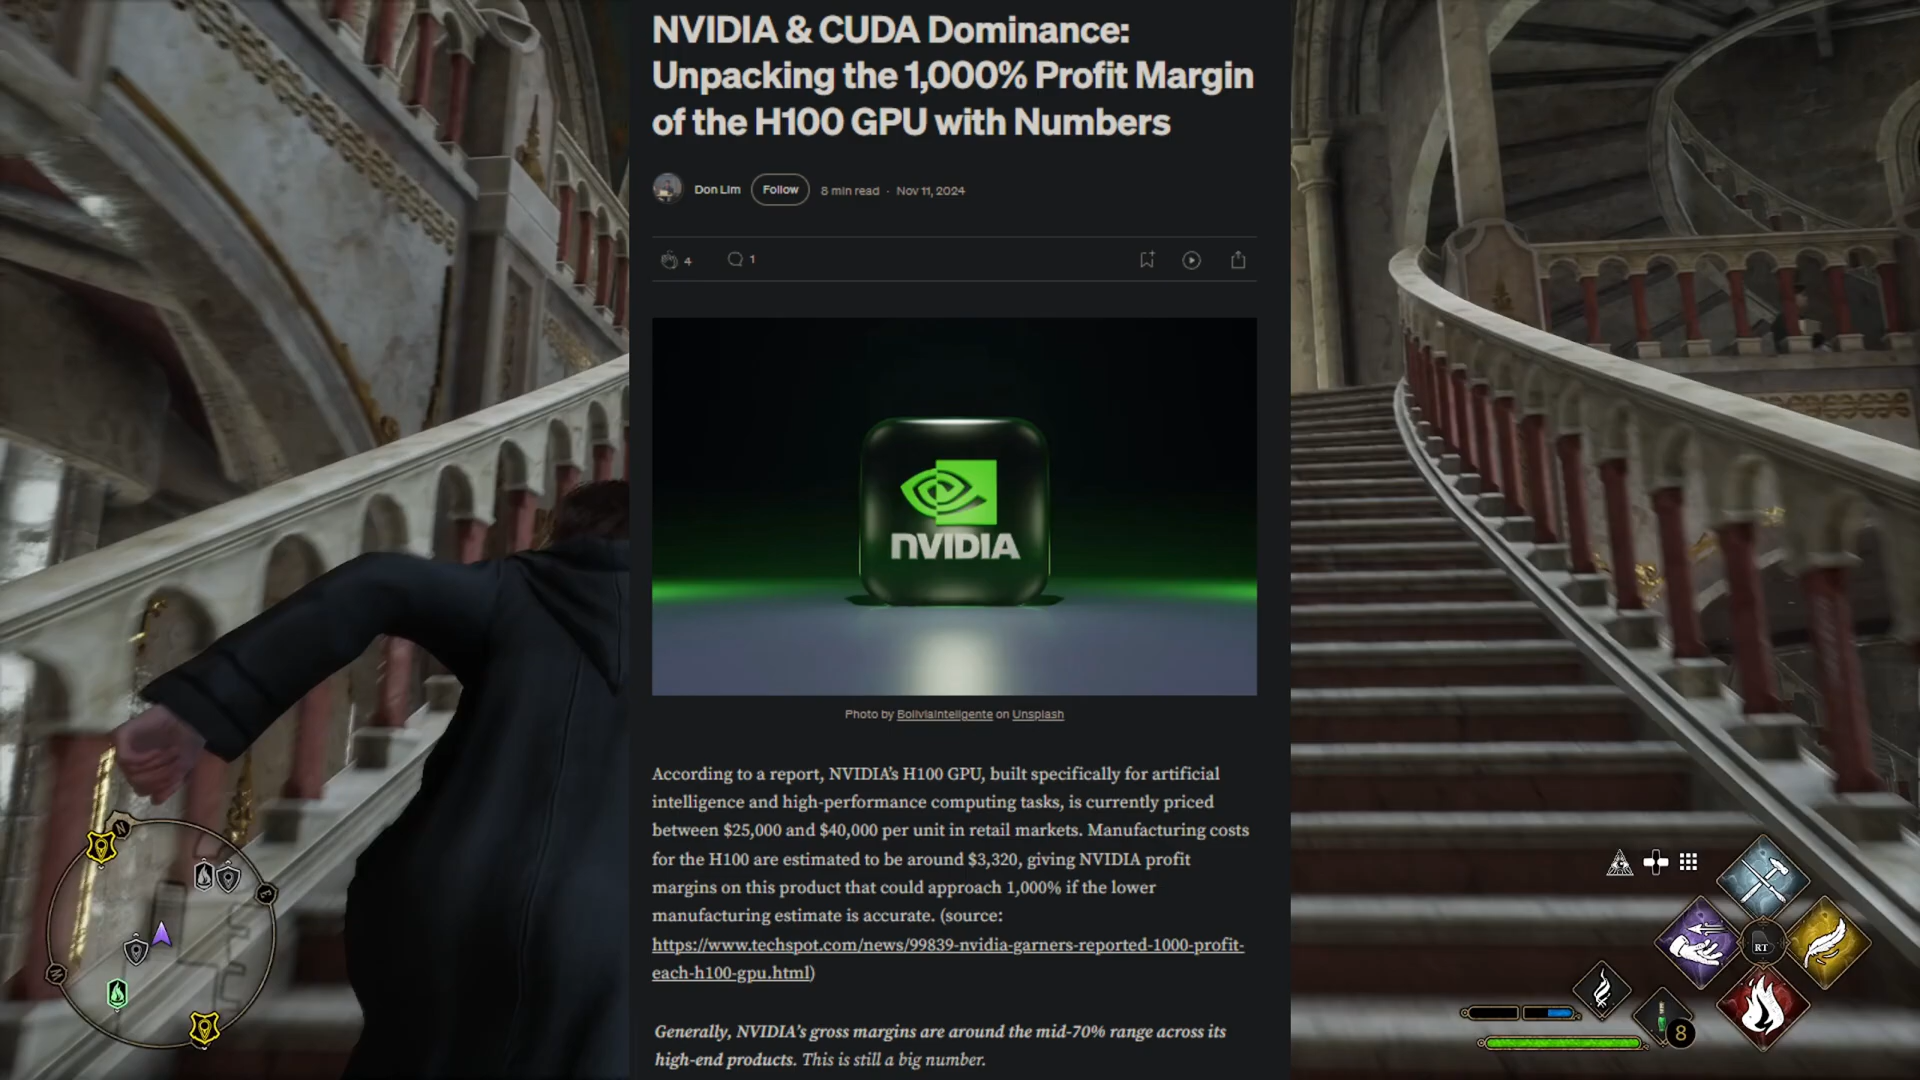 NVIDIA & CUDA Dominance:
Unpacking the 1,000% Profit Margin
of the H100 GPU with Numbers
Don Lim
Follow
8 min read · Nov 11, 2024
4
1
NVIDIA
Photo by BoliviaInteligente on Unsplash
According to a report, NVIDIA’s H100 GPU, built specifically for artificial
intelligence and high-performance computing tasks, is currently priced
between $25,000 and $40,000 per unit in retail markets. Manufacturing costs
for the H100 are estimated to be around $3,320, giving NVIDIA profit
margins on this product that could approach 1,000% if the lower
manufacturing estimate is accurate. (source:
https://www.techspot.com/news/99839-nvidia-garners-reported-1000-profit-
each-h100-gpu.html)
Generally, NVIDIA’s gross margins are around the mid-70% range across its
high-end products. This is still a big number.
N
RT
8